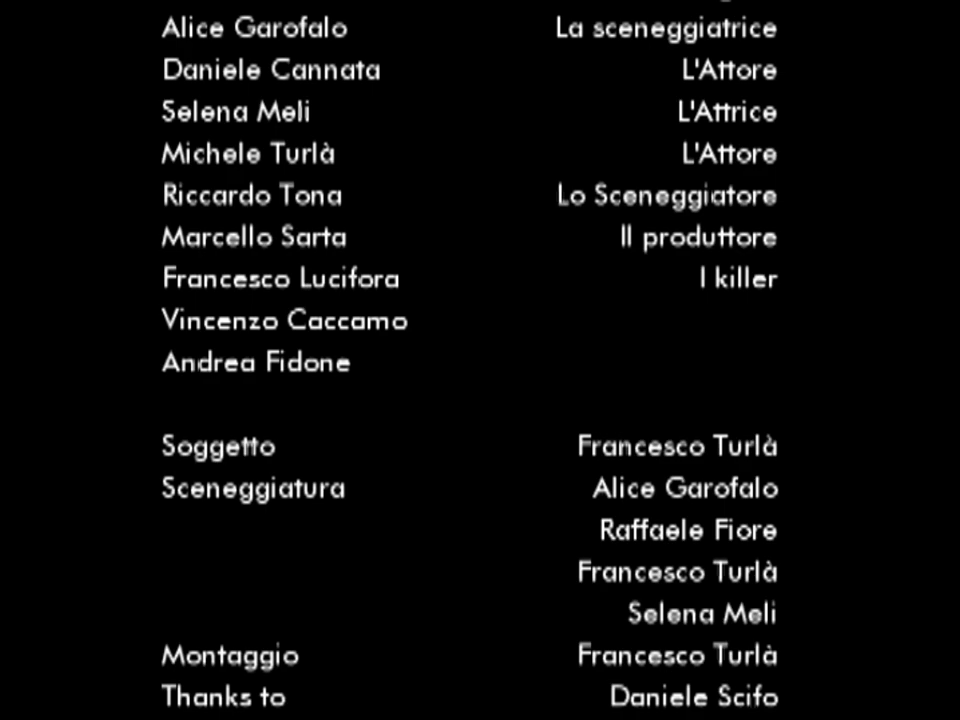 Alice Garofalo La sceneggiatrice
Daniele Cannata L'Attore
Selena Meli L'Attrice
Michele Turlà L'Attore
Riccardo Tona Lo Sceneggiatore
Marcello Sarta Il produttore
Francesco Lucifora I killer
Vincenzo Caccamo
Andrea Fidone
Soggetto Francesco Turlà
Sceneggiatura Alice Garofalo
Raffaele Fiore
Francesco Turlà
Selena Meli
Montaggio Francesco Turlà
Thanks to Daniele Scifo